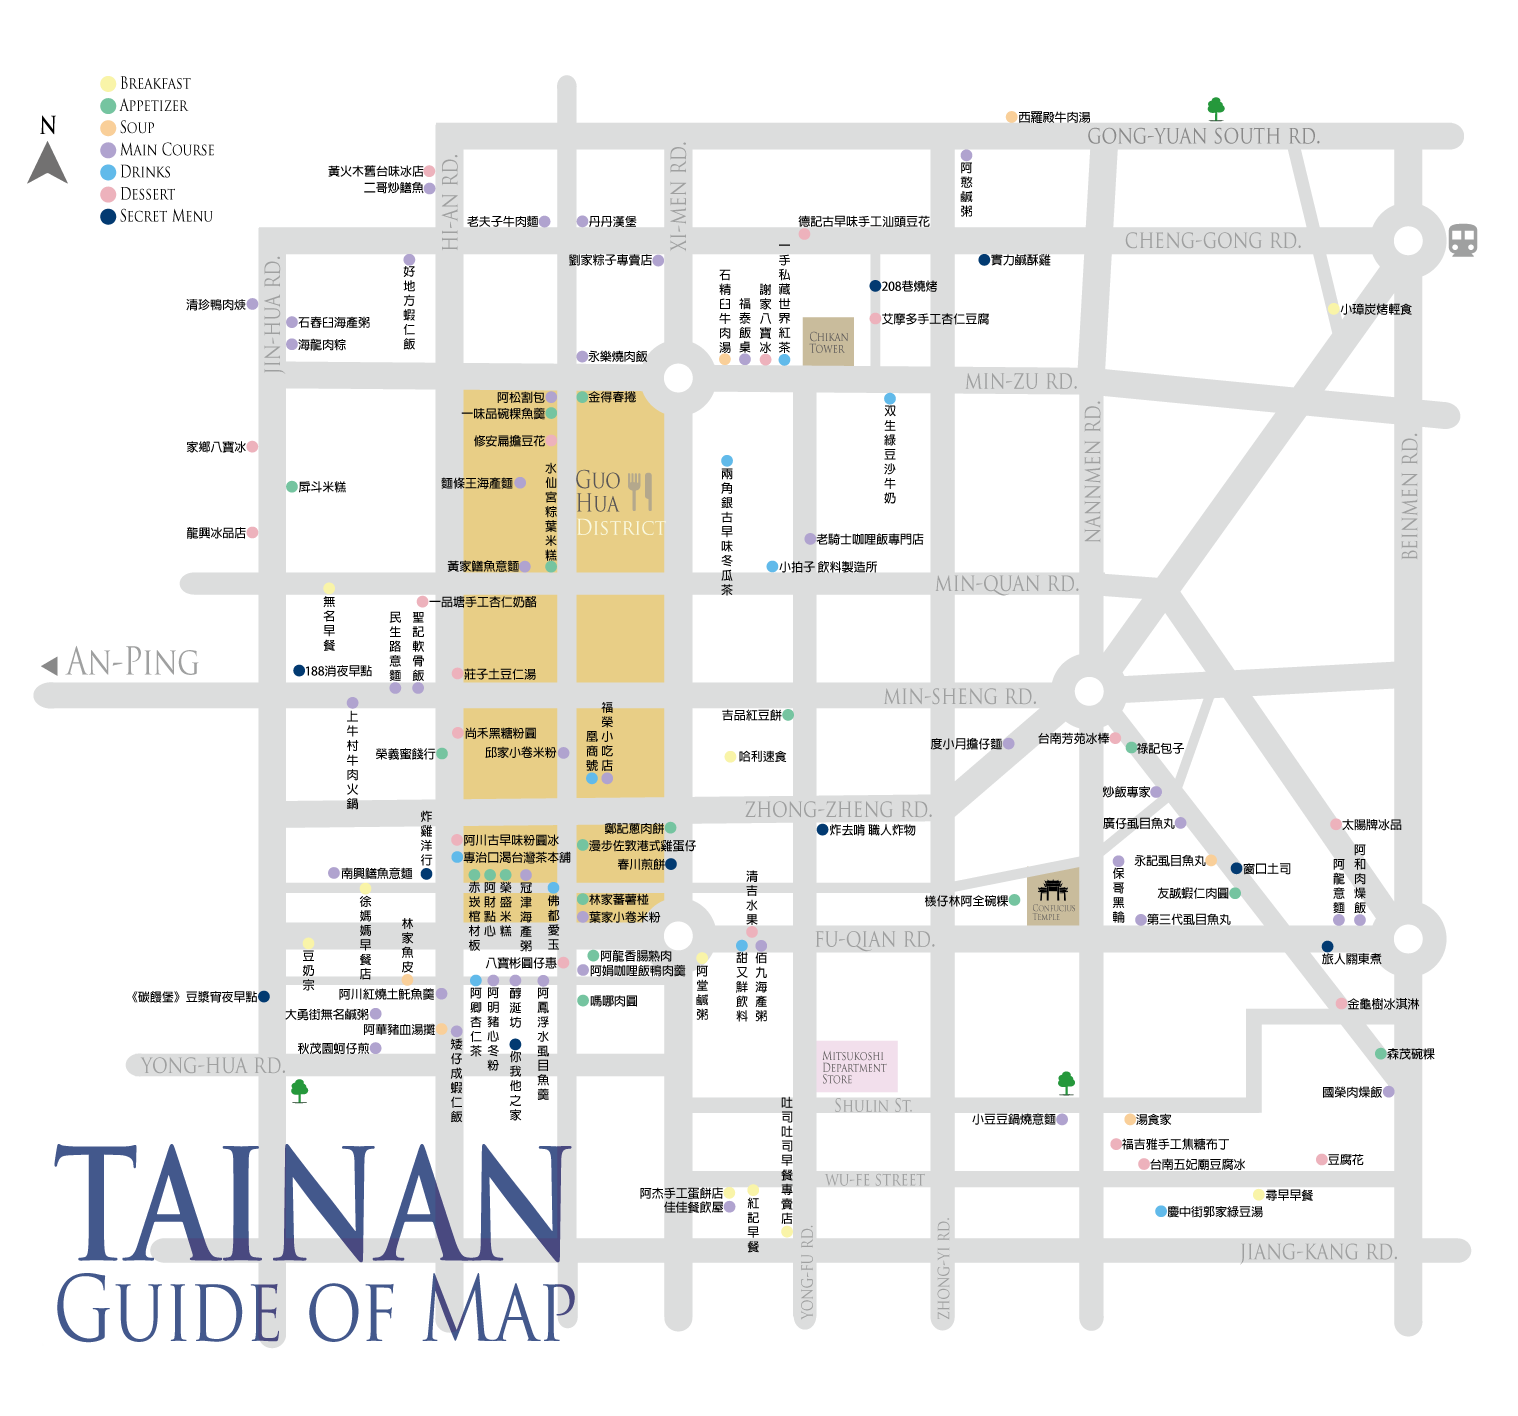 N
BREAKFAST
APPETIZER
SOUP
MAIN COURSE
DRINKS
DESSERT
SECRET MENU
西羅殿牛肉湯
GONG-YUAN SOUTH RD.
阿憨鹹粥
黃火木舊台味冰店
二哥炒鱔魚
HI-AN RD.
XI-MEN RD.
老夫子牛肉麵
丹丹漢堡
德記古早味手工汕頭豆花
CHENG-GONG RD.
JIN-HUA RD.
好地方蝦仁飯
劉家粽子專賣店
實力鹹酥雞
石精臼牛肉湯
福泰飯桌
謝家八寶冰
一手私藏世界紅茶
208巷燒烤
艾摩多手工杏仁豆腐
CHIKAN
TOWER
小璋炭烤輕食
清珍鴨肉焿
石舂臼海產粥
海龍肉粽
永樂燒肉飯
MIN-ZU RD.
阿松割包
金得春捲
一味品碗粿魚羹
修安扁擔豆花
双生綠豆沙牛奶
NANNMEN RD.
BEINMEN RD.
家鄉八寶冰
戽斗米糕
龍興冰品店
麵條王海產麵
水仙宮粽葉米糕
GUO
HUA
DISTRICT
兩角銀古早味冬瓜茶
老騎士咖哩飯專門店
小拍子 飲料製造所
黃家鱔魚意麵
MIN-QUAN RD.
無名早餐
一品塘手工杏仁奶酪
民生路意麵
聖記軟骨飯
AN-PING
188消夜早點
莊子土豆仁湯
MIN-SHENG RD.
上牛村牛肉火鍋
福榮小吃店
凰商號
吉品紅豆餅
尚禾黑糖粉圓
榮義蜜餞行
邱家小卷米粉
哈利速食
度小月擔仔麵
台南芳苑冰棒
祿記包子
炒飯專家
ZHONG-ZHENG RD.
炸雞洋行
鄭記蔥肉餅
炸去啃 職人炸物
廣仔虱目魚丸
太陽牌冰品
阿川古早味粉圓冰
漫步佐敦港式雞蛋仔
專治口渴台灣茶本舖
春川煎餅
南興鱔魚意麵
永記虱目魚丸
窗口土司
保哥黑輪
友誠蝦仁肉圓
第三代虱目魚丸
阿龍意麵
阿和肉燥飯
徐媽媽早餐店
赤崁棺材板
阿財點心
榮盛米糕
冠津海產粥
佛都愛玉
林家蕃薯椪
葉家小卷米粉
清吉水果
檨仔林阿全碗粿
CONFUCIUS
TEMPLE
FU-QIAN RD.
林家魚皮
豆奶宗
八寶彬圓仔惠
阿龍香腸熟肉
阿娟咖哩飯鴨肉羹
阿堂鹹粥
甜又鮮飲料
佰九海產粥
旅人關東煮
《碳饌堡》豆漿宵夜早點
阿川紅燒土魠魚羹
嗎哪肉圓
金龜樹冰淇淋
大勇街無名鹹粥
阿華豬血湯攤
秋茂園蚵仔煎
矮仔成蝦仁飯
阿卿杏仁茶
阿明豬心冬粉
醇涎坊
你我他之家
阿鳳浮水虱目魚羹
森茂碗粿
YONG-HUA RD.
MITSUKOSHI
DEPARTMENT
STORE
國榮肉燥飯
SHULIN ST.
吐司吐司早餐專賣店
小豆豆鍋燒意麵
湯食家
福吉雅手工焦糖布丁
台南五妃廟豆腐冰
豆腐花
WU-FE STREET
阿杰手工蛋餅店
佳佳餐飲屋
紅記早餐
尋早早餐
慶中街郭家綠豆湯
YONG-FU RD.
ZHONG-YI RD.
JIANG-KANG RD.
TAINAN
GUIDE OF MAP